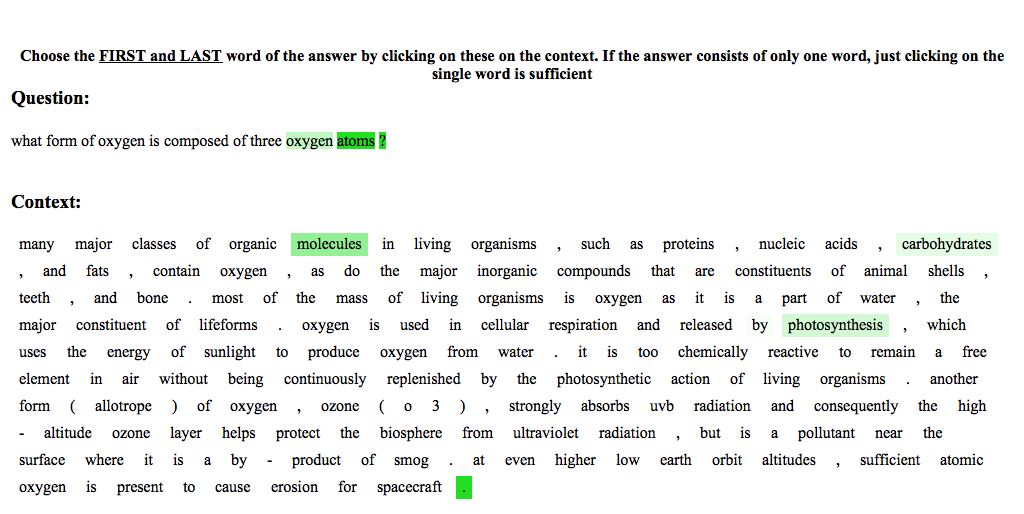 Choose the FIRST and LAST word of the answer by clicking on these on the context. If the answer consists of only one word, just clicking on the
single word is sufficient
Question:
what form of oxygen is composed of three oxygen atoms ?
Context:
many major classes of organic molecules in living organisms , such as proteins , nucleic acids , carbohydrates
, and fats , contain oxygen , as do the major inorganic compounds that are constituents of animal shells ,
teeth , and bone . most of the mass of living organisms is oxygen as it is a part of water , the
major constituent of lifeforms . oxygen is used in cellular respiration and released by photosynthesis , which
uses the energy of sunlight to produce oxygen from water . it is too chemically reactive to remain a free
element in air without being continuously replenished by the photosynthetic action of living organisms . another
form ( allotrope ) of oxygen , ozone ( o 3 ) , strongly absorbs uvb radiation and consequently the high
- altitude ozone layer helps protect the biosphere from ultraviolet radiation , but is a pollutant near the
surface where it is a by - product of smog . at even higher low earth orbit altitudes , sufficient atomic
oxygen is present to cause erosion for spacecraft .